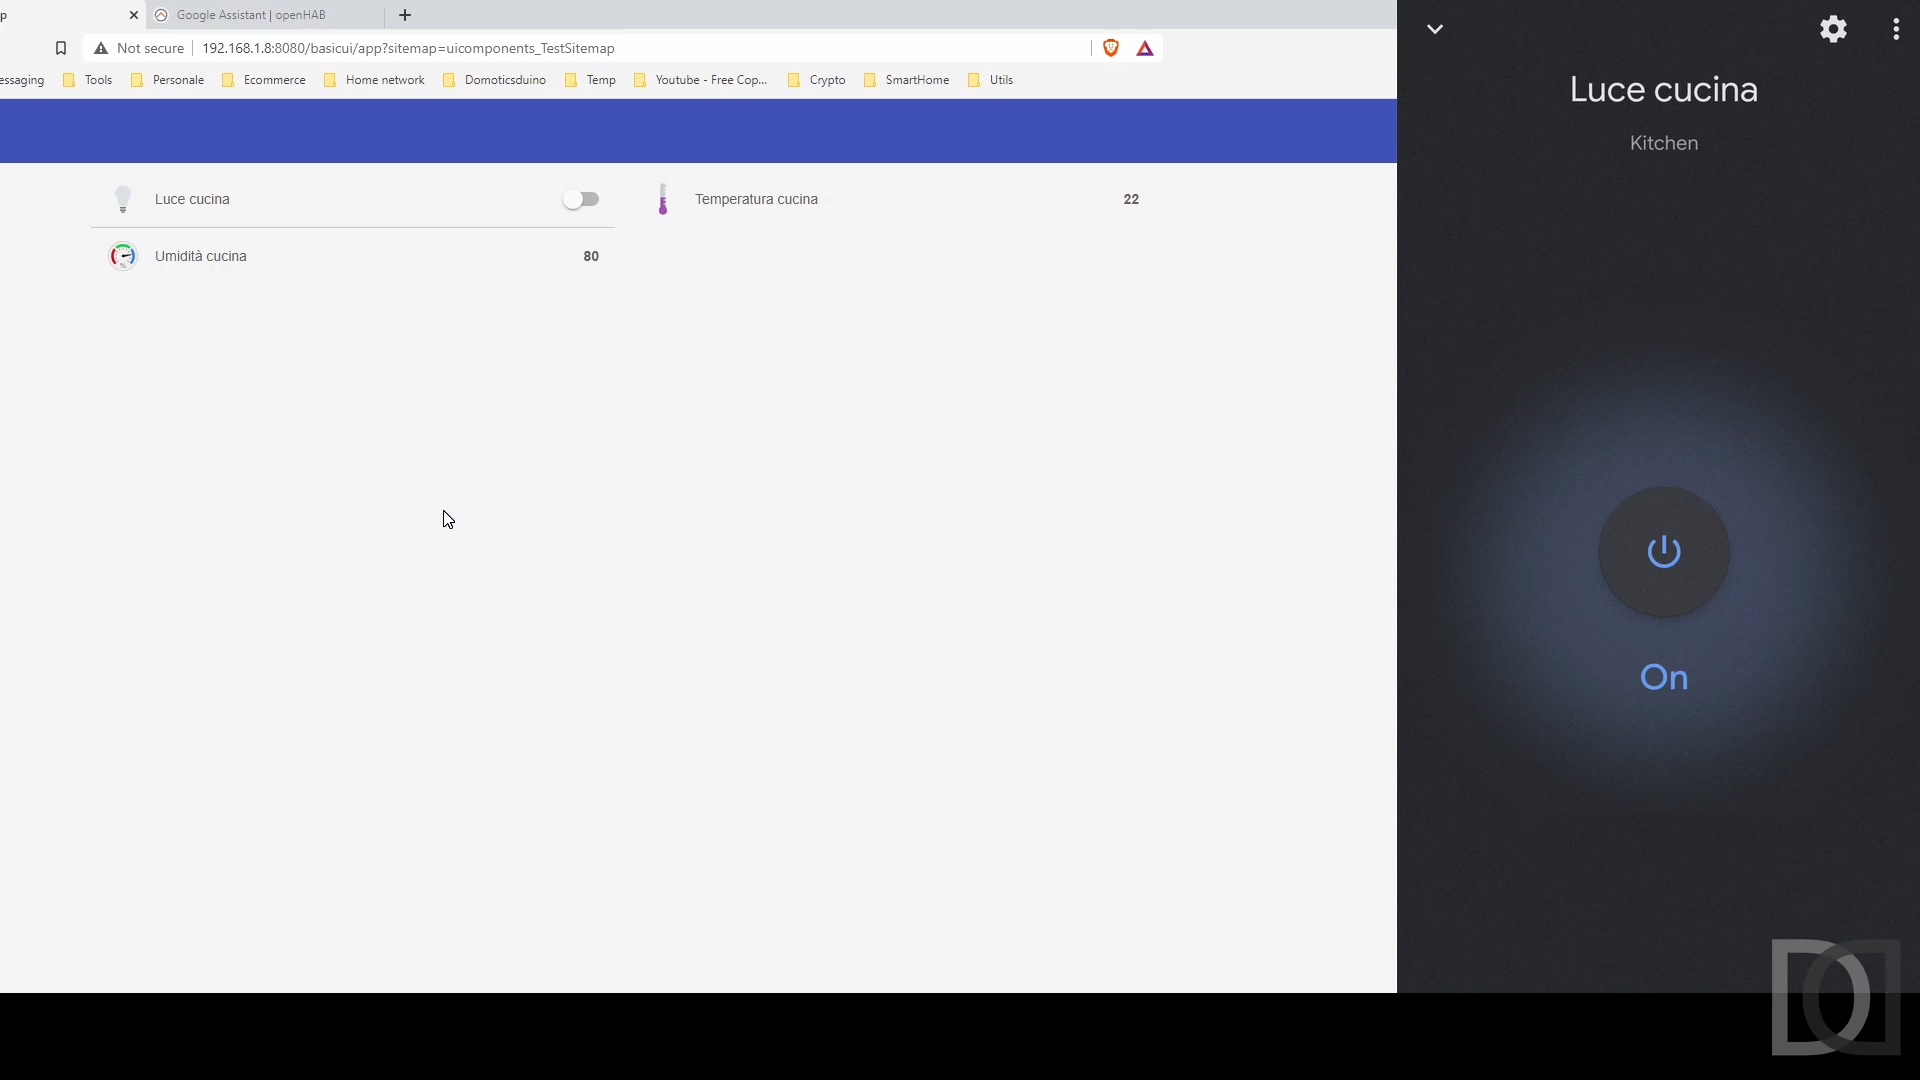 p
Google Assistant | openHAB
Not secure
192.168.1.8:8080/basicui/app?sitemap=uicomponents_TestSitemap
essaging
Tools
Personale
Ecommerce
Home network
Domoticsduino
Temp
Youtube - Free Cop...
Crypto
SmartHome
Utils
Luce cucina
Temperatura cucina
22
Umidità cucina
80
Luce cucina
Kitchen
On
DD